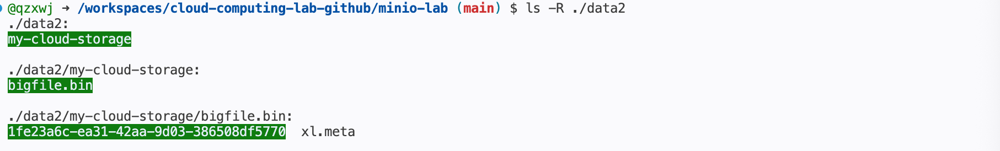 @qzxwj → /workspaces/cloud-computing-lab-github/minio-lab (main) $ ls -R ./data2
./data2:
my-cloud-storage
./data2/my-cloud-storage:
bigfile.bin
./data2/my-cloud-storage/bigfile.bin:
1fe23a6c-ea31-42aa-9d03-386508df5770  xl.meta